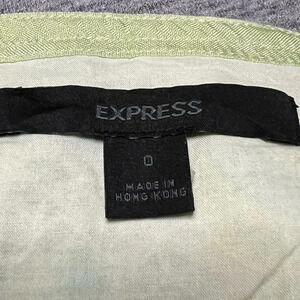 EXPRESS
0
MADE IN
HONG KONG